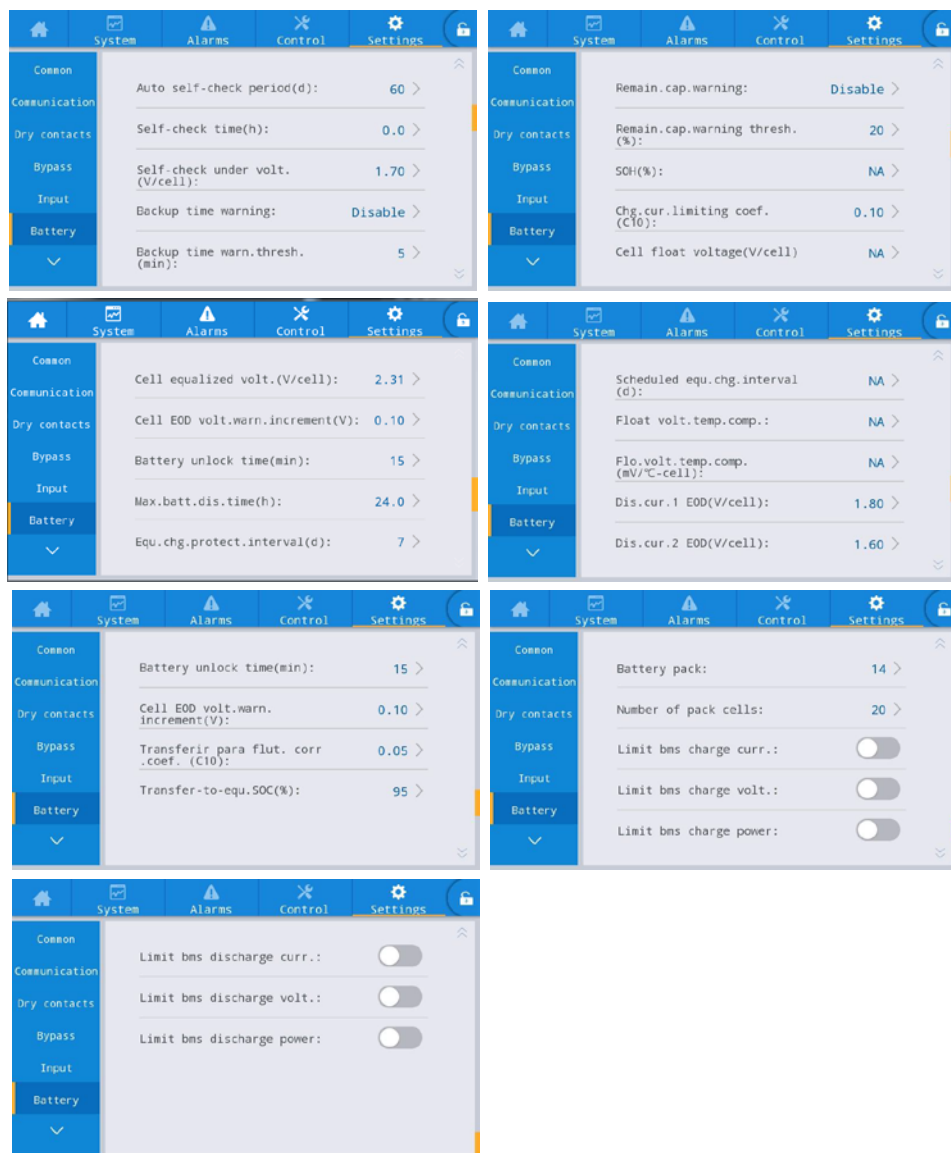 System Alarms Control Settings
Common
Communication
Dry contacts
Bypass
Input
Battery
Auto self-check period(d): 60
Self-check time(h): 0.0
Self-check under volt.
(V/cell): 1.70
Backup time warning: Disable
Backup time warn.thresh.
(min): 5
System Alarms Control Settings
Common
Communication
Dry contacts
Bypass
Input
Battery
Remain.cap.warning: Disable
Remain.cap.warning thresh.
(%): 20
SOH(%): NA
Chg.cur.limiting coef.
(C10): 0.10
Cell float voltage(V/cell) NA
System Alarms Control Settings
Common
Communication
Dry contacts
Bypass
Input
Battery
Cell equalized volt.(V/cell): 2.31
Cell EOD volt.warn.increment(V): 0.10
Battery unlock time(min): 15
Max.batt.dis.time(h): 24.0
Equ.chg.protect.interval(d): 7
System Alarms Control Settings
Common
Communication
Dry contacts
Bypass
Input
Battery
Scheduled equ.chg.interval
(d): NA
Float volt.temp.comp.: NA
Flo.volt.temp.comp.
(mV/℃-cell): NA
Dis.cur.1 EOD(V/cell): 1.80
Dis.cur.2 EOD(V/cell): 1.60
System Alarms Control Settings
Common
Communication
Dry contacts
Bypass
Input
Battery
Battery unlock time(min): 15
Cell EOD volt.warn.
increment(V): 0.10
Transferir para flut. corr
.coef. (C10): 0.05
Transfer-to-equ.SOC(%): 95
System Alarms Control Settings
Common
Communication
Dry contacts
Bypass
Input
Battery
Battery pack: 14
Number of pack cells: 20
Limit bms charge curr.:
Limit bms charge volt.:
Limit bms charge power:
System Alarms Control Settings
Common
Communication
Dry contacts
Bypass
Input
Battery
Limit bms discharge curr.:
Limit bms discharge volt.:
Limit bms discharge power: